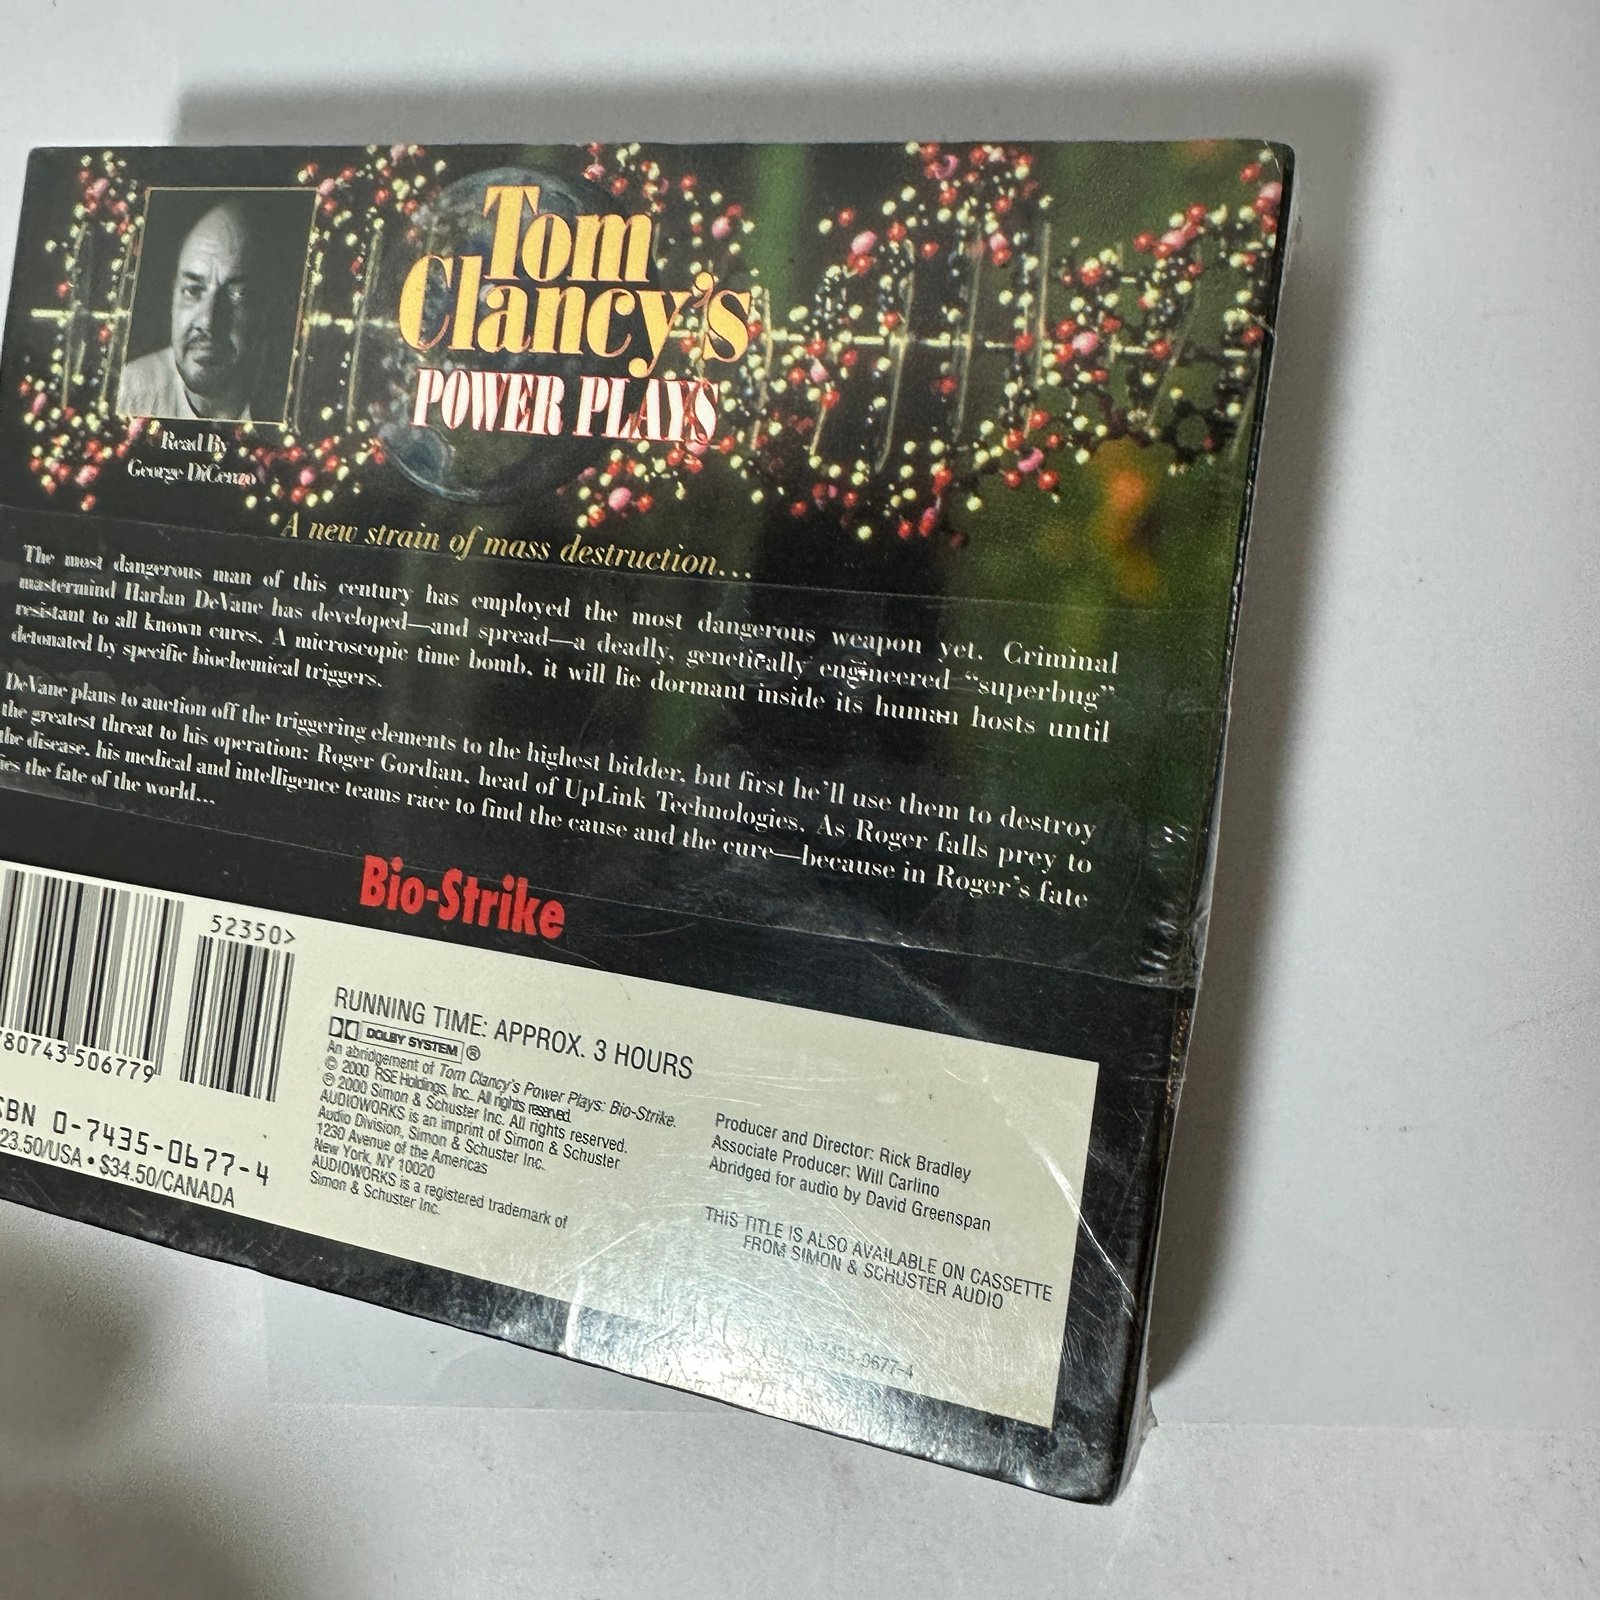 Tom
Clancy's
POWER PLAYS
Read By
George DiCenzo
A new strain of mass destruction...
The most dangerous man of this century has employed the most dangerous weapon yet. Criminal
mastermind Harlan DeVane has developed—and spread—a deadly, genetically engineered "superbug"
resistant to all known cures. A microscopic time bomb, it will lie dormant inside its human hosts until
detonated by specific biochemical triggers.
DeVane plans to auction off the triggering elements to the highest bidder, but first he'll use them to destroy
the greatest threat to his operation: Roger Gordian, head of UpLink Technologies. As Roger falls prey to
the disease, his medical and intelligence teams race to find the cause and the cure—because in Roger's fate
ies the fate of the world...
Bio-Strike
52350>
780743 506779
SBN 0-7435-0677-4
23.50/USA • $34.50/CANADA
RUNNING TIME: APPROX. 3 HOURS
DOLBY SYSTEM ®
An abridgement of Tom Clancy's Power Plays: Bio-Strike.
© 2000 RSE Holdings, Inc. All rights reserved.
℗ 2000 Simon & Schuster Inc. All rights reserved.
AUDIOWORKS is an imprint of Simon & Schuster
Audio Division, Simon & Schuster Inc.
1230 Avenue of the Americas
New York, NY 10020
AUDIOWORKS is a registered trademark of
Simon & Schuster Inc.
Producer and Director: Rick Bradley
Associate Producer: Will Carlino
Abridged for audio by David Greenspan
THIS TITLE IS ALSO AVAILABLE ON CASSETTE
FROM SIMON & SCHUSTER AUDIO
0-7435-0677-4